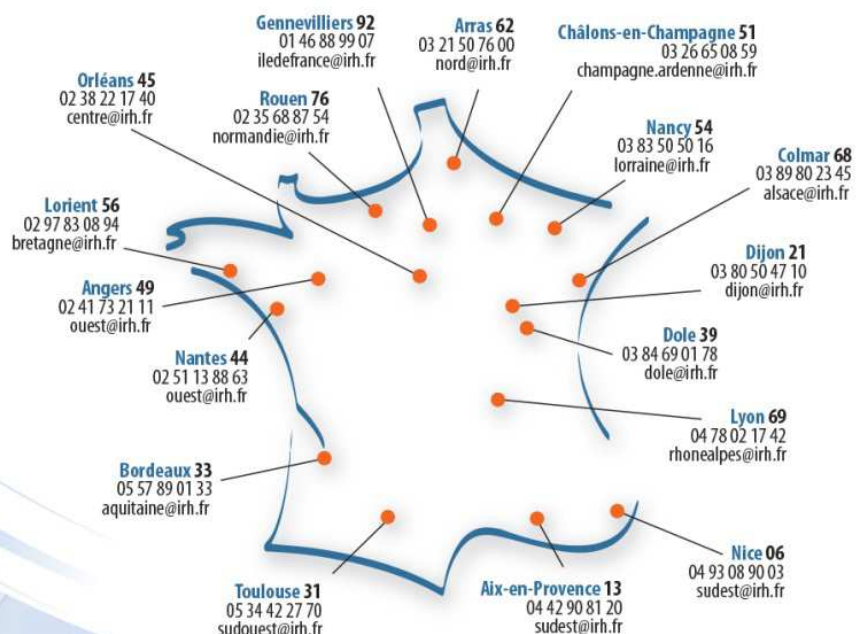 Gennevilliers 92
01 46 88 99 07
iledefrance@irh.fr
Arras 62
03 21 50 76 00
nord@irh.fr
Châlons-en-Champagne 51
03 26 65 08 59
champagne.ardenne@irh.fr
Orléans 45
02 38 22 17 40
centre@irh.fr
Rouen 76
02 35 68 87 54
normandie@irh.fr
Nancy 54
03 83 50 50 16
lorraine@irh.fr
Colmar 68
03 89 80 23 45
alsace@irh.fr
Lorient 56
02 97 83 08 94
bretagne@irh.fr
Dijon 21
03 80 50 47 10
dijon@irh.fr
Angers 49
02 41 73 21 11
ouest@irh.fr
Dole 39
03 84 69 01 78
dole@irh.fr
Nantes 44
02 51 13 88 63
ouest@irh.fr
Lyon 69
04 78 02 17 42
rhonealpes@irh.fr
Bordeaux 33
05 57 89 01 33
aquitaine@irh.fr
Nice 06
04 93 08 90 03
sudest@irh.fr
Toulouse 31
05 34 42 27 70
sudouest@irh.fr
Aix-en-Provence 13
04 42 90 81 20
sudest@irh.fr